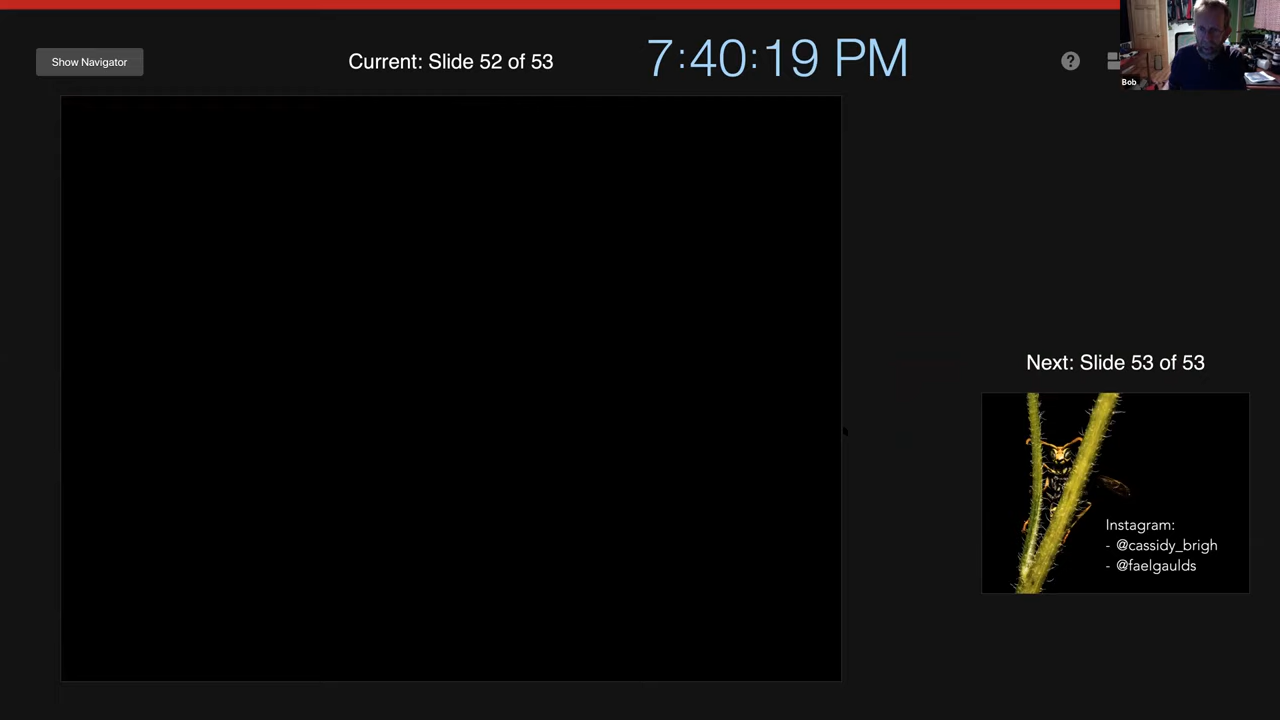 Show Navigator
Current: Slide 52 of 53
7:40:19 PM
?
Bob
Next: Slide 53 of 53
Instagram:
- @cassidy_brigh
- @faelgaulds